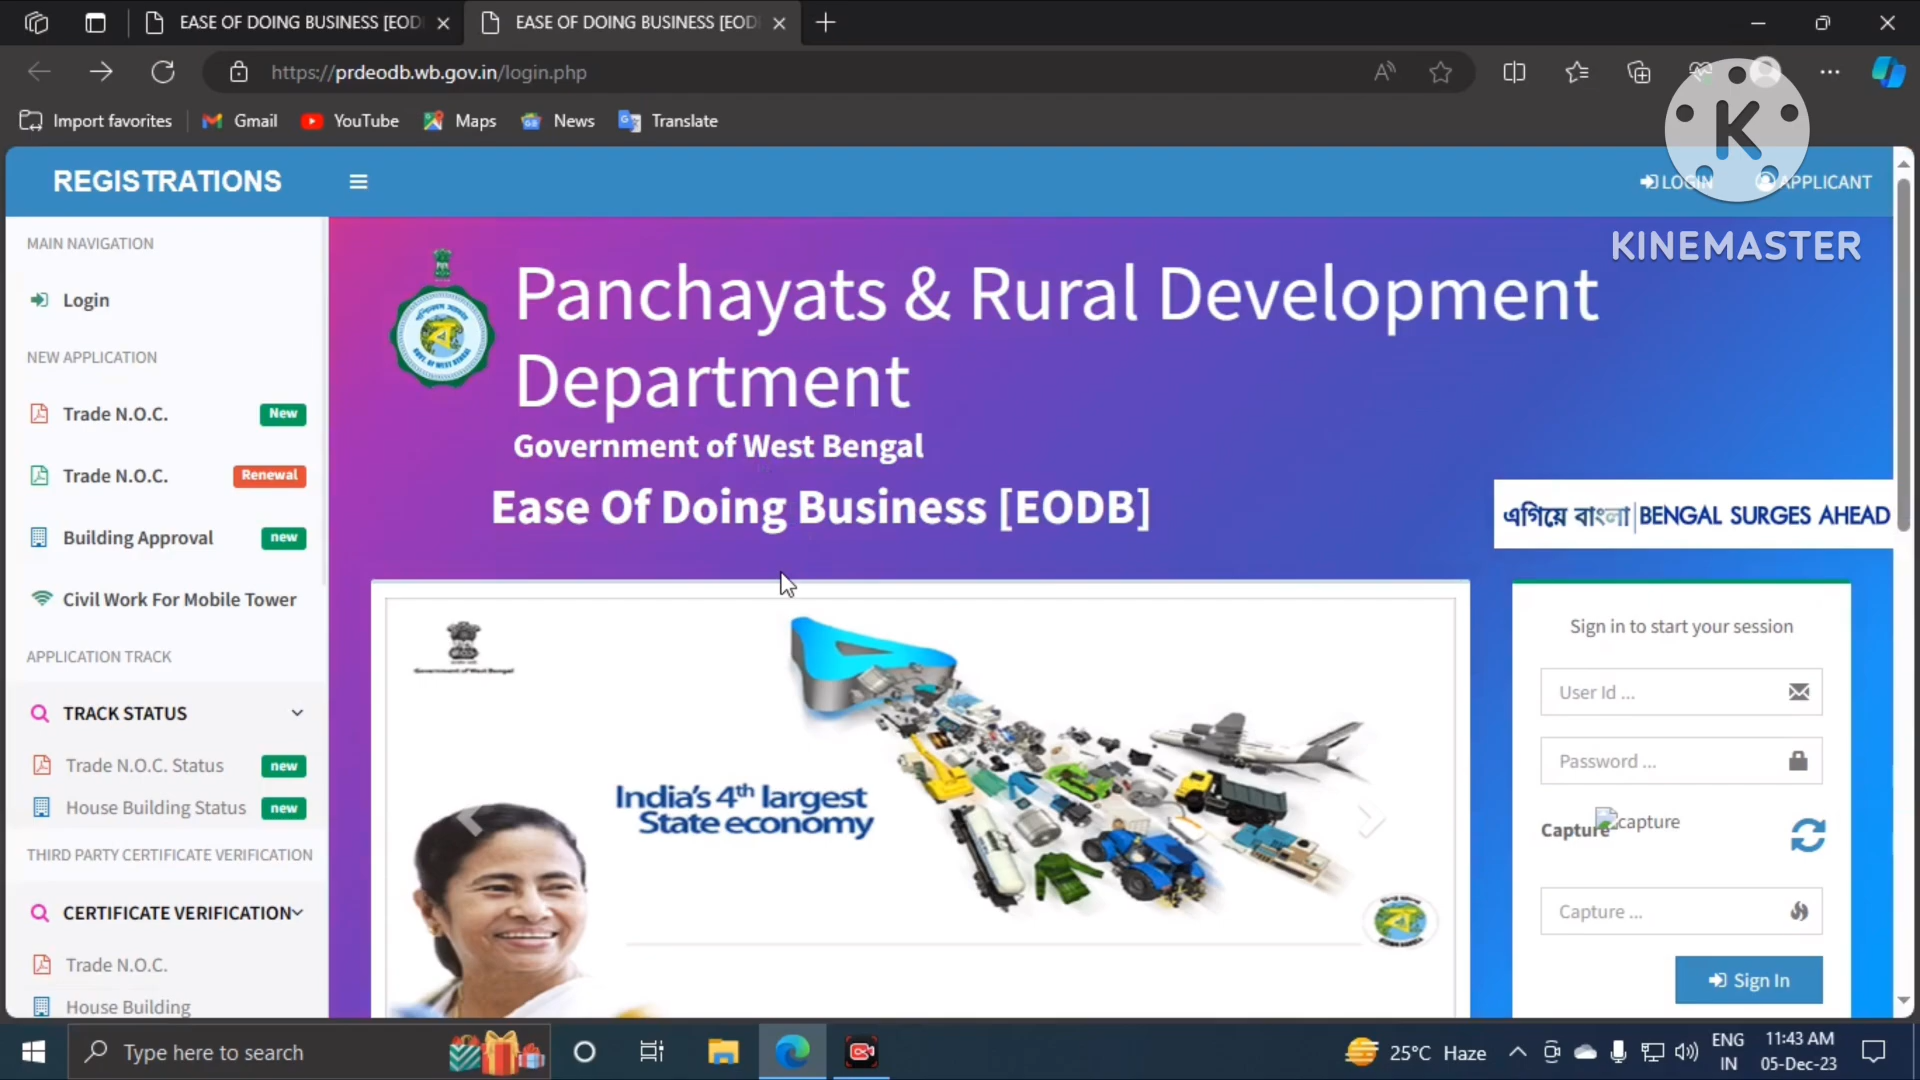 EASE OF DOING BUSINESS [EOD
EASE OF DOING BUSINESS [EOD
https://prdeodb.wb.gov.in/login.php
Import favorites
Gmail
YouTube
Maps
News
Translate
REGISTRATIONS
LOGIN
APPLICANT
KINEMASTER
MAIN NAVIGATION
Login
NEW APPLICATION
Trade N.O.C. New
Trade N.O.C. Renewal
Building Approval new
Civil Work For Mobile Tower
APPLICATION TRACK
TRACK STATUS
Trade N.O.C. Status new
House Building Status new
THIRD PARTY CERTIFICATE VERIFICATION
CERTIFICATE VERIFICATION
Trade N.O.C.
House Building
Panchayats & Rural Development
Department
Government of West Bengal
Ease Of Doing Business [EODB]
এগিয়ে বাংলা|BENGAL SURGES AHEAD
Government of West Bengal
India's 4th largest
State economy
Sign in to start your session
User Id ...
Password ...
Capture
capture
Capture ...
Sign In
Type here to search
25°C Haze
ENG
IN
11:43 AM
05-Dec-23